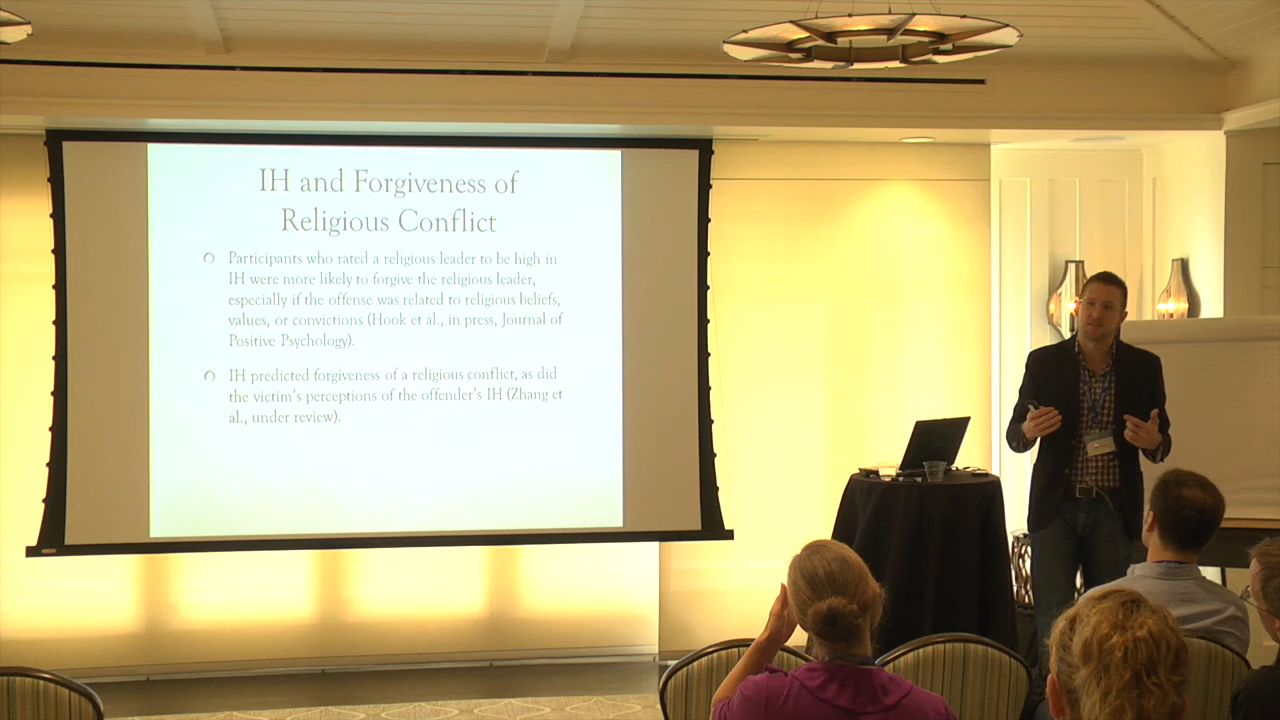 IH and Forgiveness of
Religious Conflict
Participants who rated a religious leader to be high in
IH were more likely to forgive the religious leader,
especially if the offense was related to religious beliefs,
values, or convictions (Hook et al., in press, Journal of
Positive Psychology).
IH predicted forgiveness of a religious conflict, as did
the victim's perceptions of the offender's IH (Zhang et
al., under review).